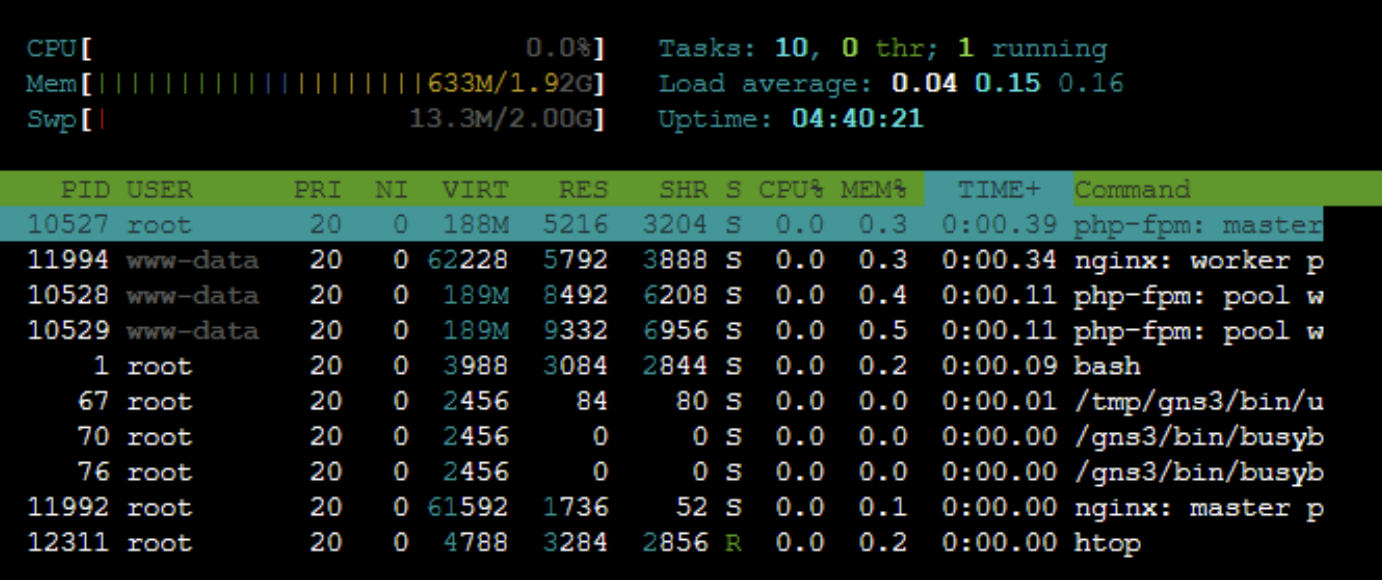 CPU[ 0.0%] Tasks: 10, 0 thr; 1 running
Mem[||||||||||||||||||||633M/1.92G] Load average: 0.04 0.15 0.16
Swp[| 13.3M/2.00G] Uptime: 04:40:21
PID USER PRI NI VIRT RES SHR S CPU% MEM% TIME+ Command
10527 root 20 0 188M 5216 3204 S 0.0 0.3 0:00.39 php-fpm: master
11994 www-data 20 0 62228 5792 3888 S 0.0 0.3 0:00.34 nginx: worker p
10528 www-data 20 0 189M 8492 6208 S 0.0 0.4 0:00.11 php-fpm: pool w
10529 www-data 20 0 189M 9332 6956 S 0.0 0.5 0:00.11 php-fpm: pool w
1 root 20 0 3988 3084 2844 S 0.0 0.2 0:00.09 bash
67 root 20 0 2456 84 80 S 0.0 0.0 0:00.01 /tmp/gns3/bin/u
70 root 20 0 2456 0 0 S 0.0 0.0 0:00.00 /gns3/bin/busyb
76 root 20 0 2456 0 0 S 0.0 0.0 0:00.00 /gns3/bin/busyb
11992 root 20 0 61592 1736 52 S 0.0 0.1 0:00.00 nginx: master p
12311 root 20 0 4788 3284 2856 R 0.0 0.2 0:00.00 htop